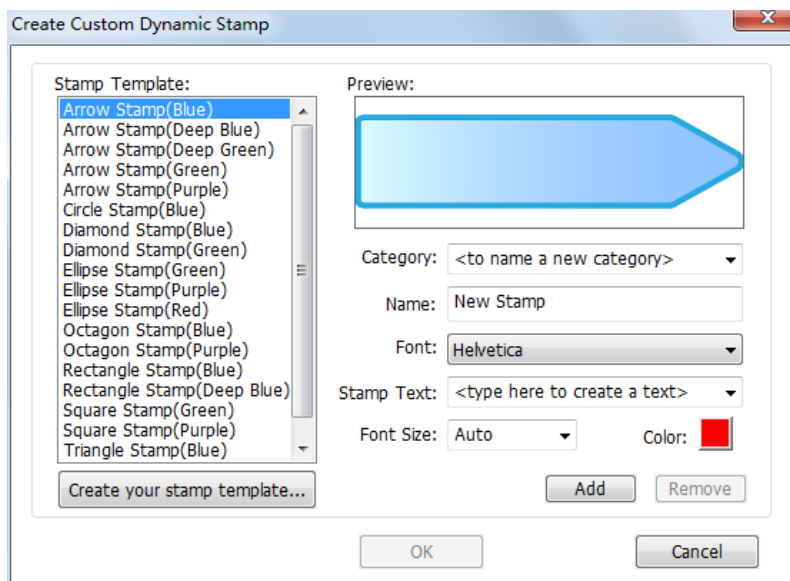 Create Custom Dynamic Stamp
Stamp Template:
Arrow Stamp(Blue)
Arrow Stamp(Deep Blue)
Arrow Stamp(Deep Green)
Arrow Stamp(Green)
Arrow Stamp(Purple)
Circle Stamp(Blue)
Diamond Stamp(Blue)
Diamond Stamp(Green)
Ellipse Stamp(Green)
Ellipse Stamp(Purple)
Ellipse Stamp(Red)
Octagon Stamp(Blue)
Octagon Stamp(Purple)
Rectangle Stamp(Blue)
Rectangle Stamp(Deep Blue)
Square Stamp(Green)
Square Stamp(Purple)
Triangle Stamp(Blue)
Create your stamp template...
Preview:
Category: <to name a new category>
Name: New Stamp
Font: Helvetica
Stamp Text: <type here to create a text>
Font Size: Auto Color:
Add Remove
OK Cancel